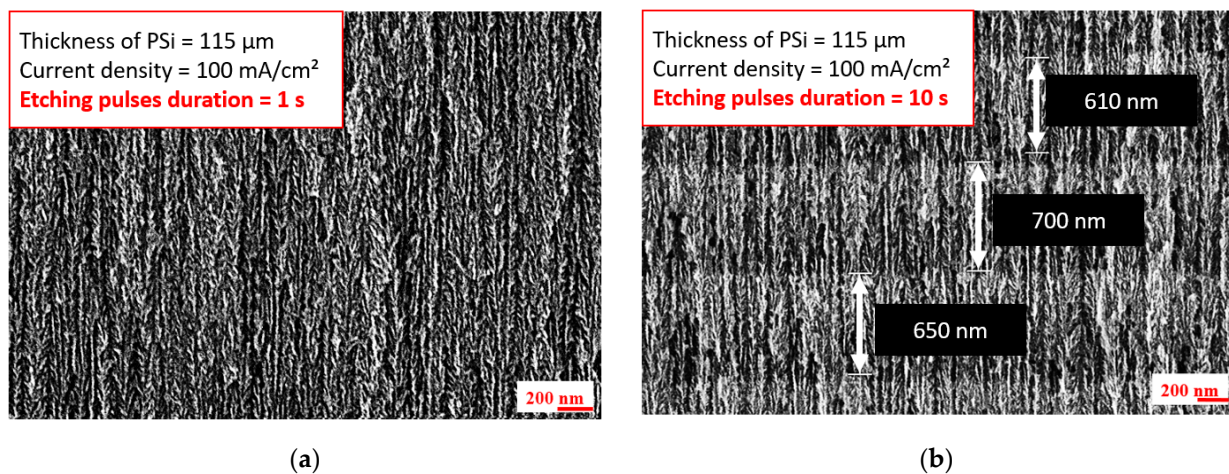 Thickness of PSi = 115 µm
Current density = 100 mA/cm²
Etching pulses duration = 1 s
200 nm
(a)
Thickness of PSi = 115 µm
Current density = 100 mA/cm²
Etching pulses duration = 10 s
610 nm
700 nm
650 nm
200 nm
(b)